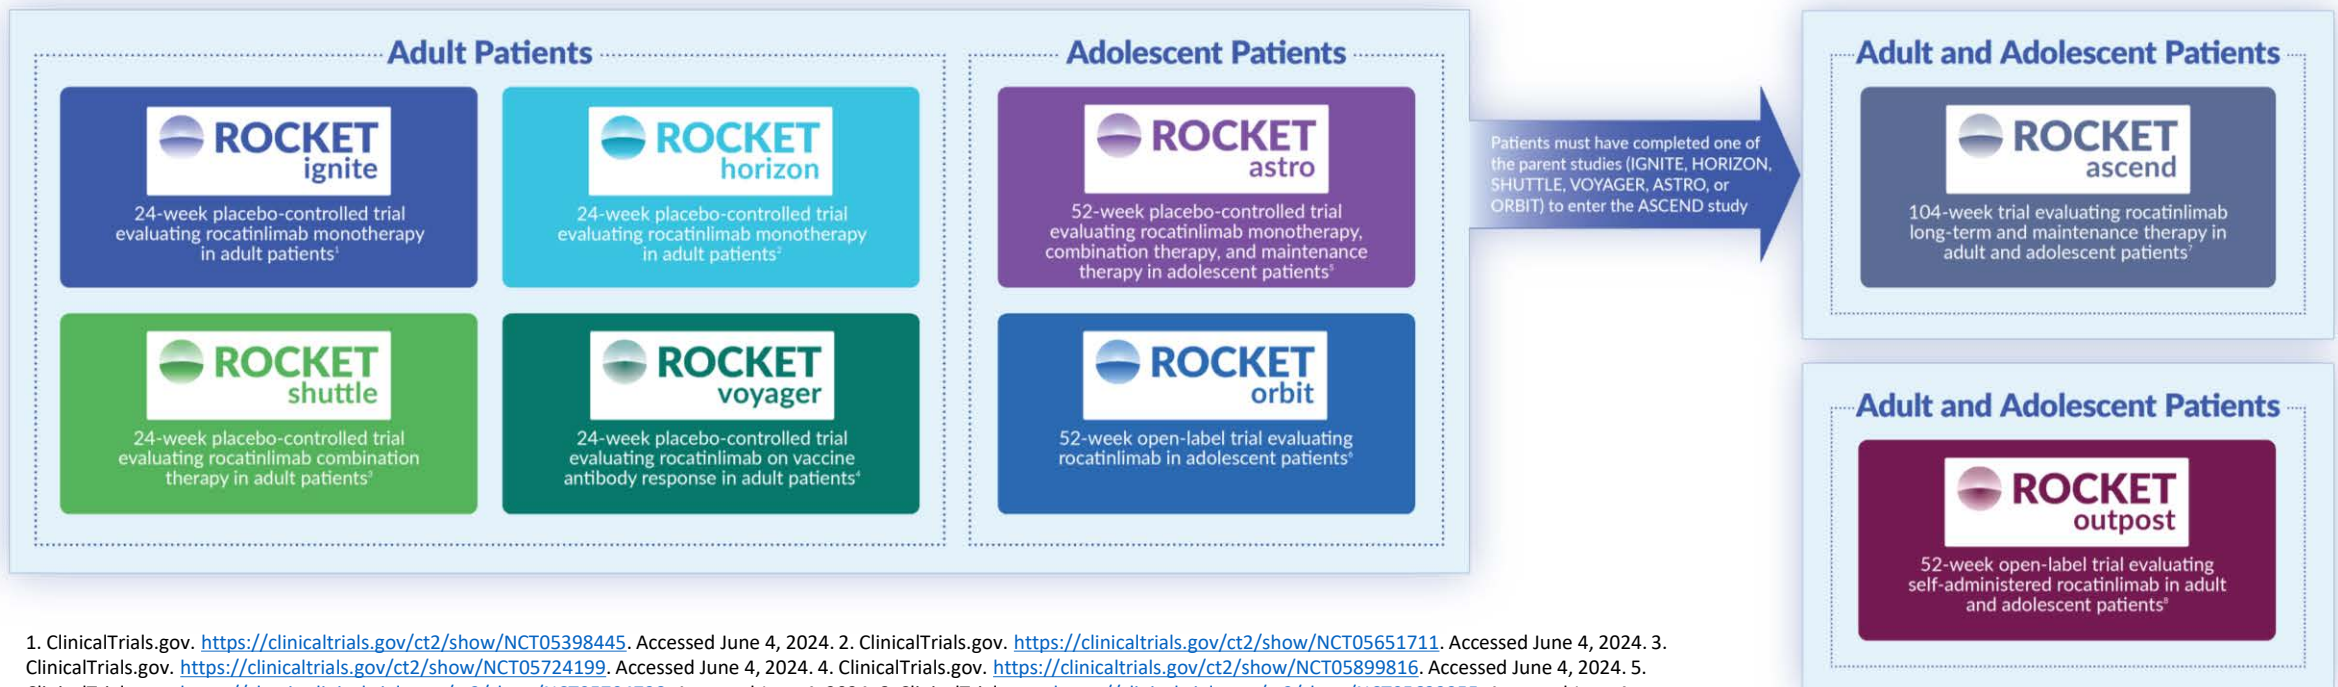 Adult Patients
ROCKET
ignite
24-week placebo-controlled trial
evaluating rocatinlimab monotherapy
in adult patients¹
ROCKET
horizon
24-week placebo-controlled trial
evaluating rocatinlimab monotherapy
in adult patients²
ROCKET
shuttle
24-week placebo-controlled trial
evaluating rocatinlimab combination
therapy in adult patients³
ROCKET
voyager
24-week placebo-controlled trial
evaluating rocatinlimab on vaccine
antibody response in adult patients⁴
Adolescent Patients
ROCKET
astro
52-week placebo-controlled trial
evaluating rocatinlimab monotherapy,
combination therapy, and maintenance
therapy in adolescent patients⁵
ROCKET
orbit
52-week open-label trial evaluating
rocatinlimab in adolescent patients⁶
Patients must have completed one of
the parent studies (IGNITE, HORIZON,
SHUTTLE, VOYAGER, ASTRO, or
ORBIT) to enter the ASCEND study
Adult and Adolescent Patients
ROCKET
ascend
104-week trial evaluating rocatinlimab
long-term and maintenance therapy in
adult and adolescent patients⁷
Adult and Adolescent Patients
ROCKET
outpost
52-week open-label trial evaluating
self-administered rocatinlimab in adult
and adolescent patients⁸
1. ClinicalTrials.gov. https://clinicaltrials.gov/ct2/show/NCT05398445. Accessed June 4, 2024. 2. ClinicalTrials.gov. https://clinicaltrials.gov/ct2/show/NCT05651711. Accessed June 4, 2024. 3.
ClinicalTrials.gov. https://clinicaltrials.gov/ct2/show/NCT05724199. Accessed June 4, 2024. 4. ClinicalTrials.gov. https://clinicaltrials.gov/ct2/show/NCT05899816. Accessed June 4, 2024. 5.